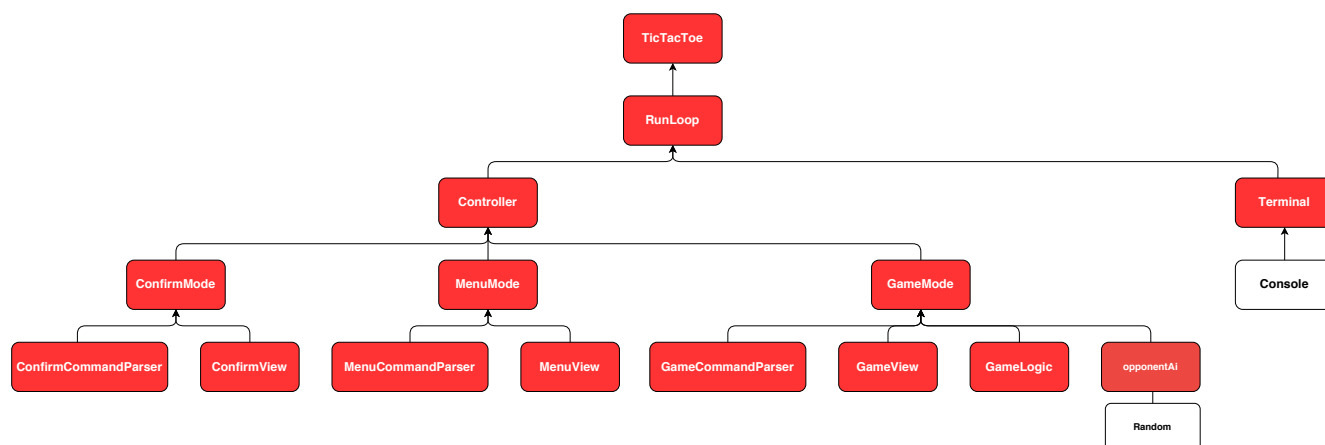 TicTacToe
RunLoop
Controller
Terminal
ConfirmMode
MenuMode
GameMode
Console
ConfirmCommandParser
ConfirmView
MenuCommandParser
MenuView
GameCommandParser
GameView
GameLogic
opponentAi
Random